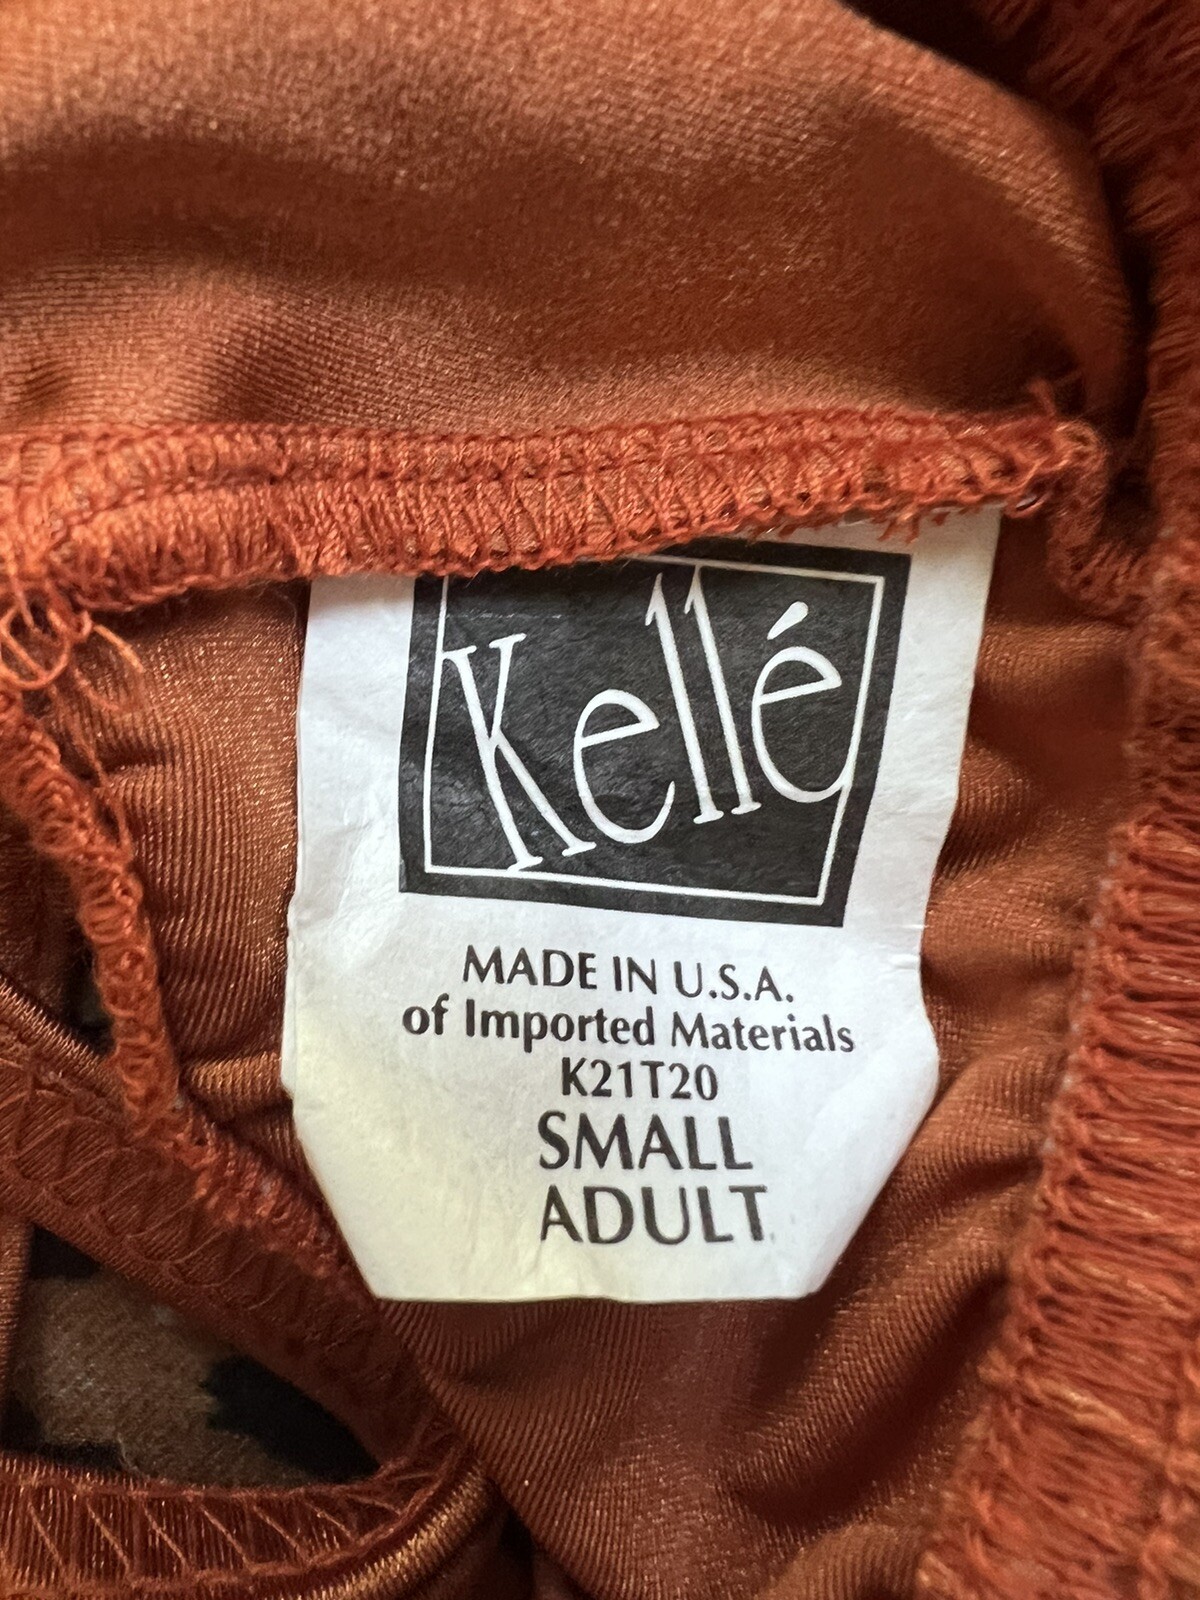 Kellé
MADE IN U.S.A.
of Imported Materials
K21T20
SMALL
ADULT